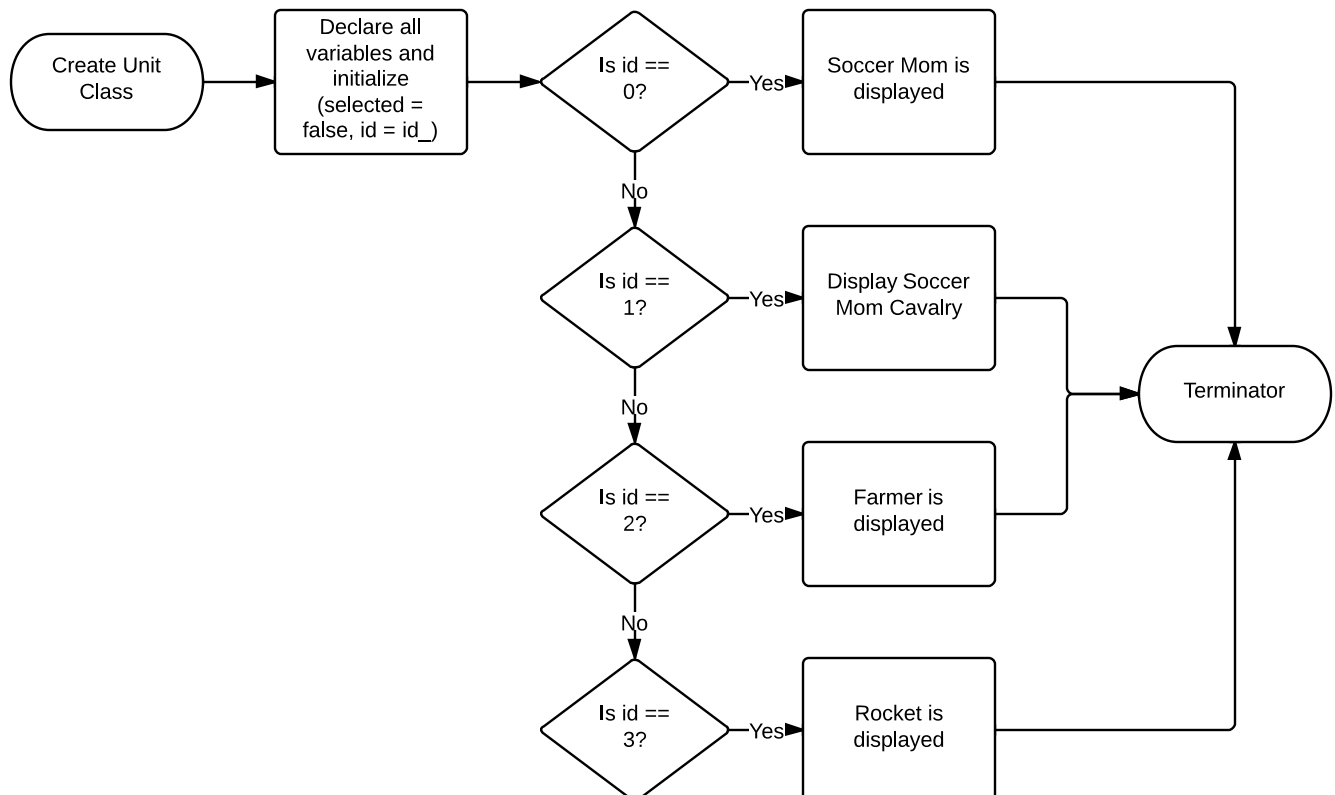 Create Unit
Class
Declare all
variables and
initialize
(selected =
false, id = id_)
Is id ==
0?
Yes
Soccer Mom is
displayed
No
Is id ==
1?
Yes
Display Soccer
Mom Cavalry
Terminator
No
Is id ==
2?
Yes
Farmer is
displayed
No
Is id ==
3?
Yes
Rocket is
displayed